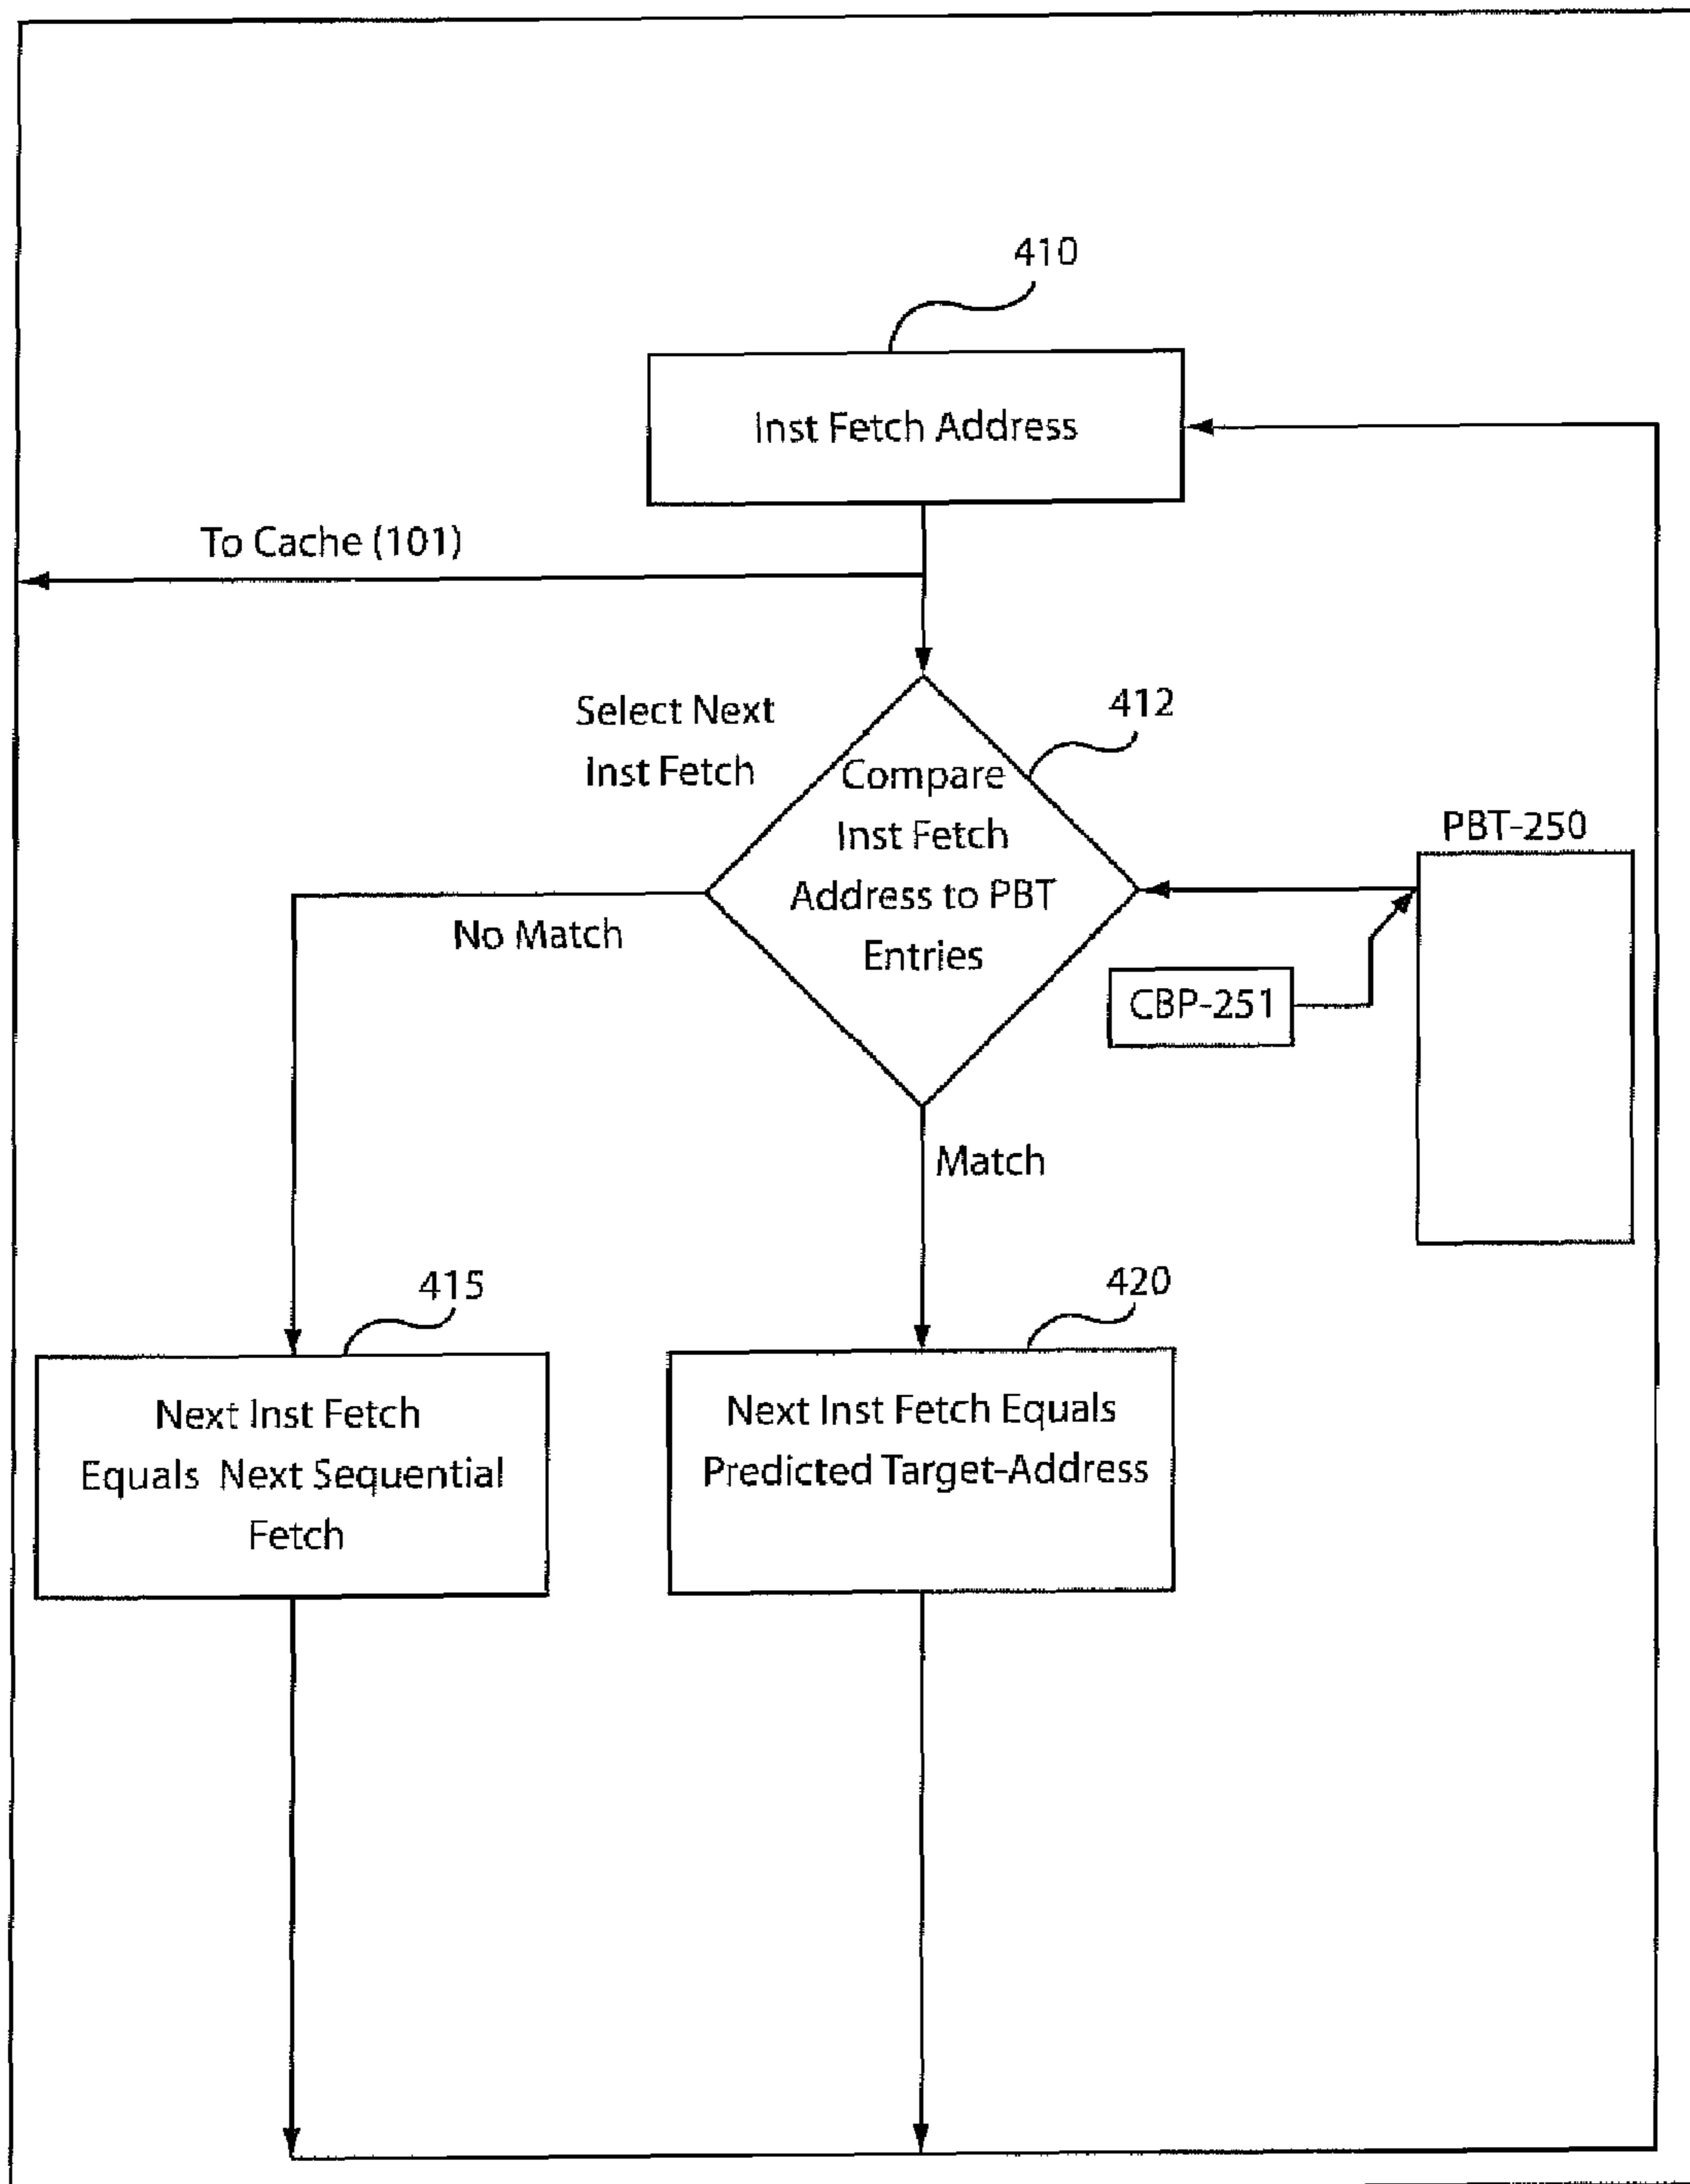 410
Inst Fetch Address
To Cache (101)
Select Next
Inst Fetch
412
Compare
Inst Fetch
Address to PBT
Entries
PBT-250
No Match
CBP-251
Match
415
420
Next Inst Fetch
Equals Next Sequential
Fetch
Next Inst Fetch Equals
Predicted Target-Address